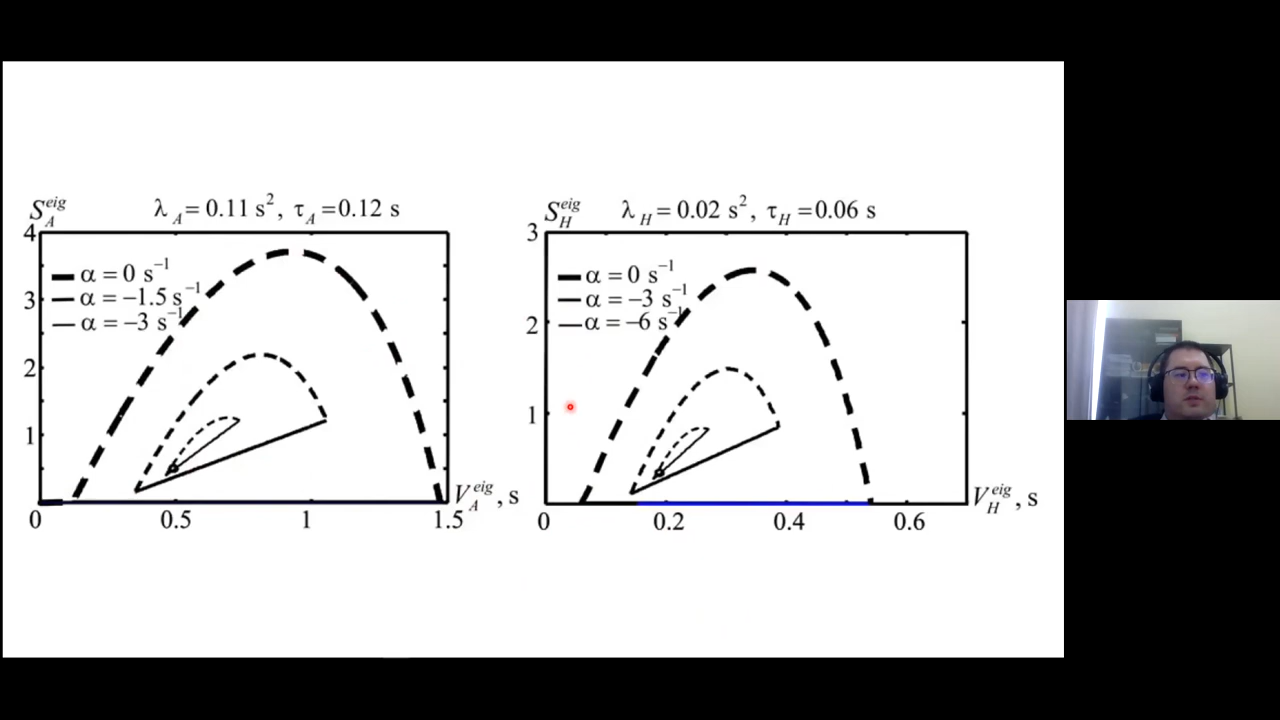 S_A^{eig} λ_A = 0.11 s², τ_A = 0.12 s
4
α = 0 s⁻¹
3
α = −1.5 s⁻¹
α = −3 s⁻¹
2
1
V_A^{eig}, s
0 0.5 1 1.5
S_H^{eig} λ_H = 0.02 s², τ_H = 0.06 s
3
α = 0 s⁻¹
α = −3 s⁻¹
2
α = −6 s⁻¹
1
V_H^{eig}, s
0 0.2 0.4 0.6